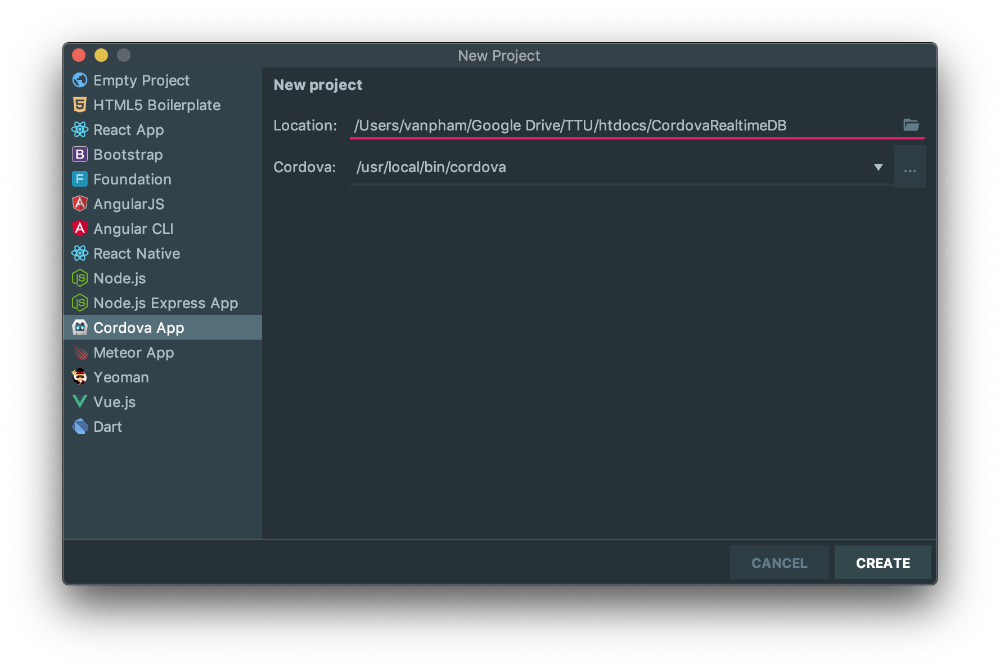 New Project
Empty Project
HTML5 Boilerplate
React App
Bootstrap
Foundation
AngularJS
Angular CLI
React Native
Node.js
Node.js Express App
Cordova App
Meteor App
Yeoman
Vue.js
Dart
New project
Location: /Users/vanpham/Google Drive/TTU/htdocs/CordovaRealtimeDB
Cordova: /usr/local/bin/cordova ...
CANCEL CREATE